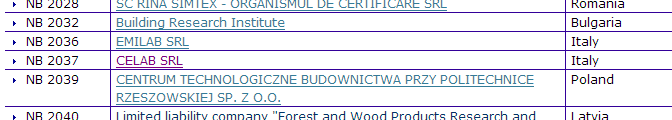 NB 2028 SC RINA SIMTEX - ORGANISMUL DE CERTIFICARE SRL Romania
NB 2032 Building Research Institute Bulgaria
NB 2036 EMILAB SRL Italy
NB 2037 CELAB SRL Italy
NB 2039 CENTRUM TECHNOLOGICZNE BUDOWNICTWA PRZY POLITECHNICE Poland
RZESZOWSKIEJ SP. Z O.O.
NB 2040 Limited liability company "Forest and Wood Products Research and Latvia